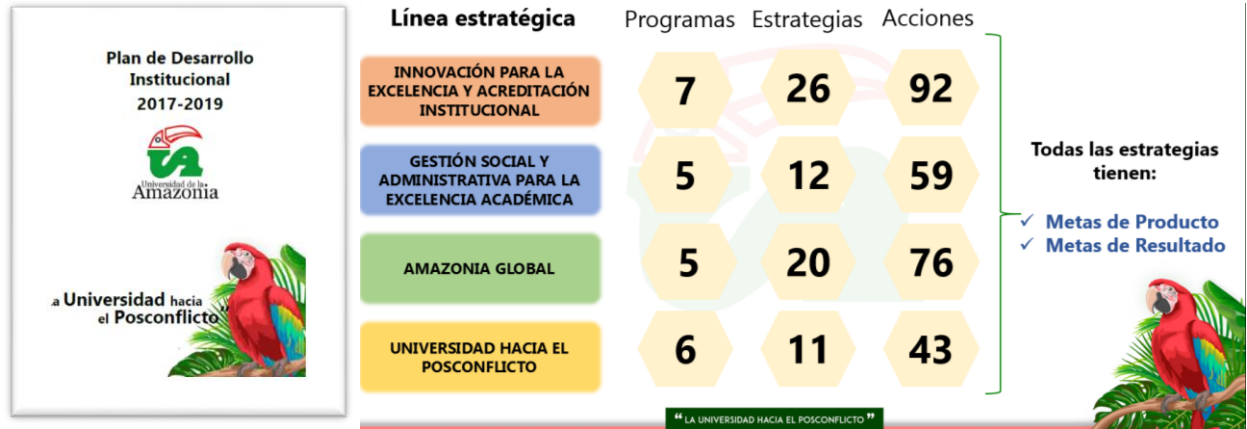 Plan de Desarrollo
Institucional
2017-2019
Universidad de la
Amazonia
a Universidad hacia
el Posconflicto"
Línea estratégica Programas Estrategias Acciones
INNOVACIÓN PARA LA
EXCELENCIA Y ACREDITACIÓN
INSTITUCIONAL
7 26 92
GESTIÓN SOCIAL Y
ADMINISTRATIVA PARA LA
EXCELENCIA ACADÉMICA
5 12 59
AMAZONIA GLOBAL
5 20 76
UNIVERSIDAD HACIA EL
POSCONFLICTO
6 11 43
Todas las estrategias
tienen:
✓ Metas de Producto
✓ Metas de Resultado
“ LA UNIVERSIDAD HACIA EL POSCONFLICTO ”